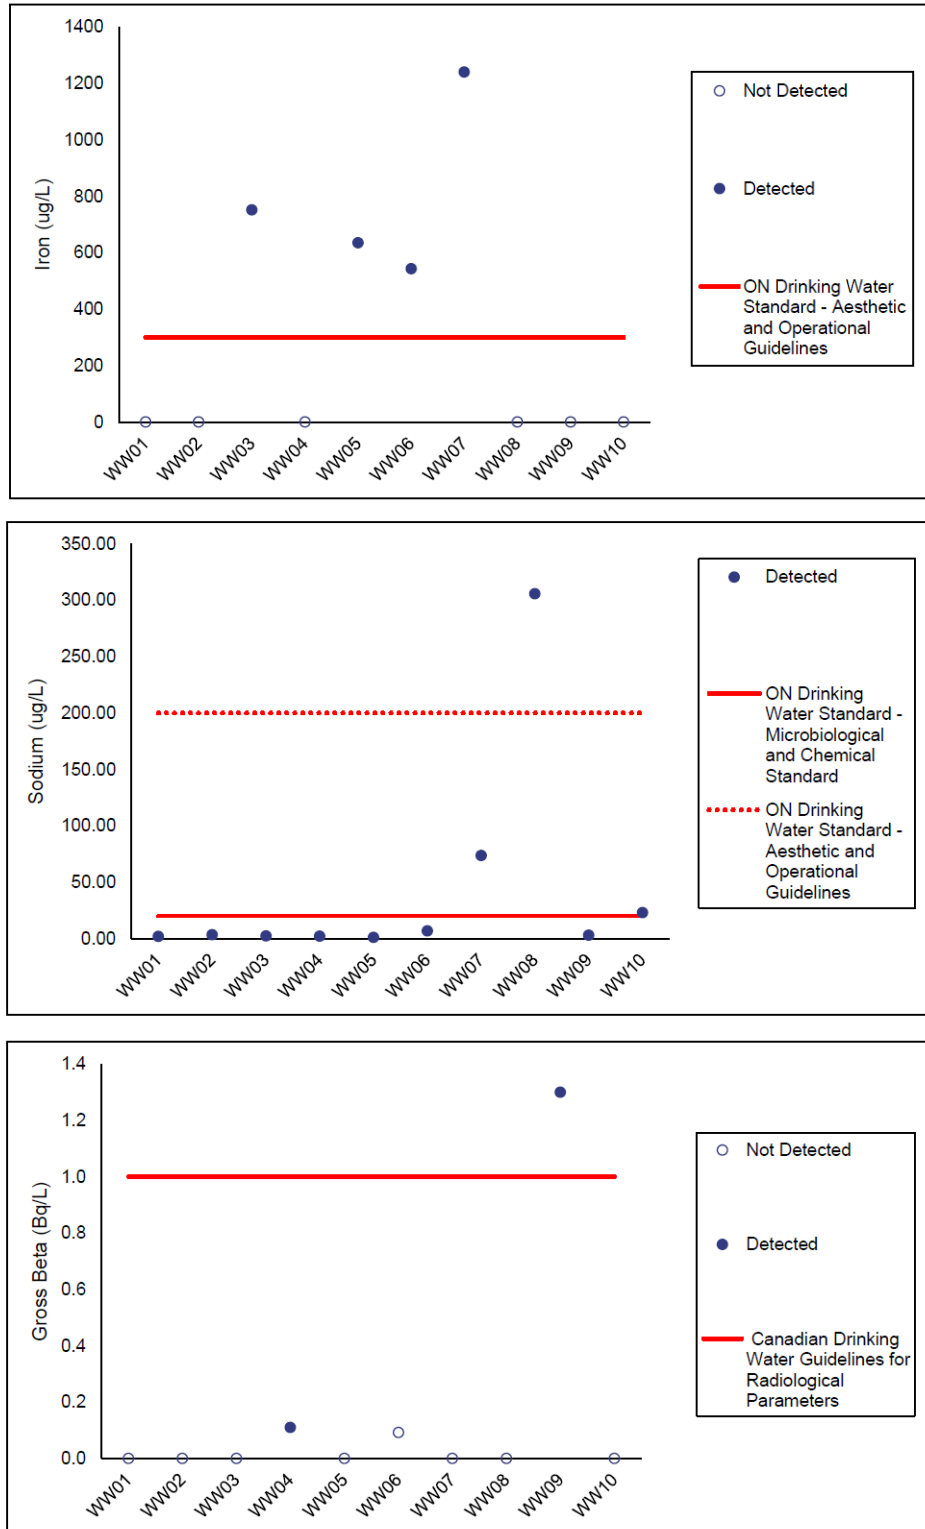 1400
1200
1000
800
600
400
200
0
Iron (ug/L)
WW01
WW02
WW03
WW04
WW05
WW06
WW07
WW08
WW09
WW10
Not Detected
Detected
ON Drinking Water
Standard - Aesthetic
and Operational
Guidelines
350.00
300.00
250.00
200.00
150.00
100.00
50.00
0.00
Sodium (ug/L)
WW01
WW02
WW03
WW04
WW05
WW06
WW07
WW08
WW09
WW10
Detected
ON Drinking
Water Standard -
Microbiological
and Chemical
Standard
ON Drinking
Water Standard -
Aesthetic and
Operational
Guidelines
1.4
1.2
1.0
0.8
0.6
0.4
0.2
0.0
Gross Beta (Bq/L)
WW01
WW02
WW03
WW04
WW05
WW06
WW07
WW08
WW09
WW10
Not Detected
Detected
Canadian Drinking
Water Guidelines for
Radiological
Parameters